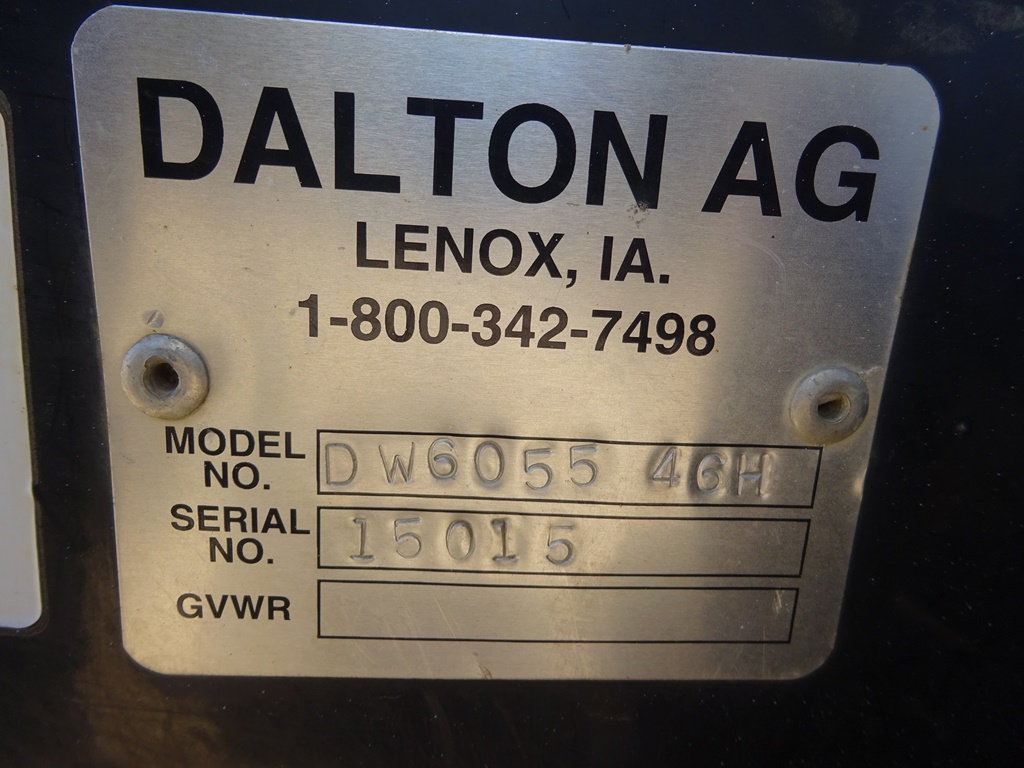 DALTON AG
LENOX, IA.
1-800-342-7498
MODEL NO. DW6055 46H
SERIAL NO. 15015
GVWR